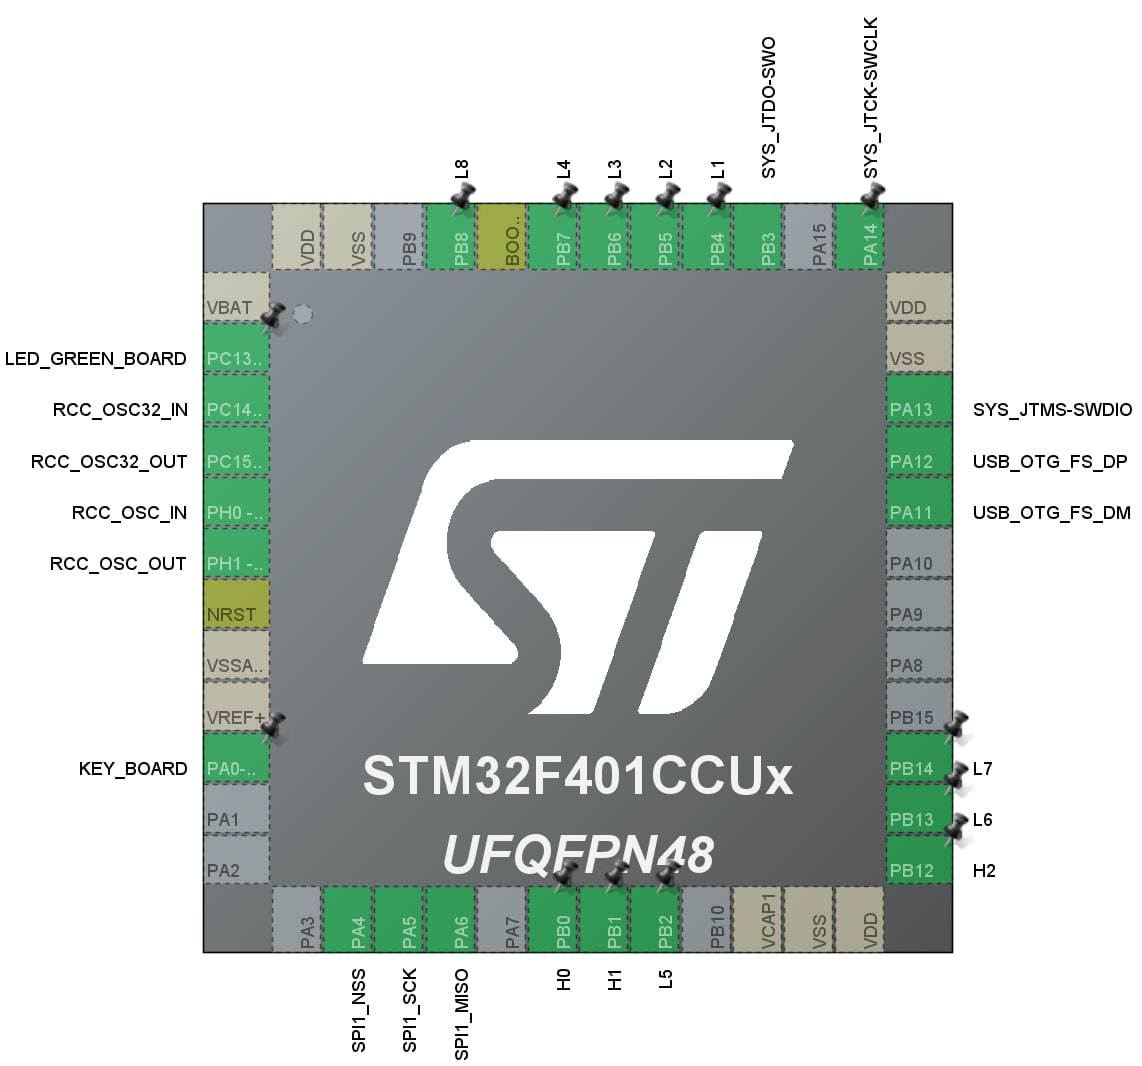 SYS_JTDO-SWO
SYS_JTCK-SWCLK
L8
L4
L3
L2
L1
VDD
VSS
PB9
PB8
BOO..
PB7
PB6
PB5
PB4
PB3
PA15
PA14
VBAT
VDD
LED_GREEN_BOARD
PC13..
VSS
RCC_OSC32_IN
PC14..
PA13
SYS_JTMS-SWDIO
RCC_OSC32_OUT
PC15..
PA12
USB_OTG_FS_DP
RCC_OSC_IN
PH0 -..
PA11
USB_OTG_FS_DM
RCC_OSC_OUT
PH1 -..
PA10
NRST
PA9
VSSA..
PA8
VREF+
PB15
KEY_BOARD
PA0-..
STM32F401CCUx
PB14
L7
PA1
PB13
L6
UFQFPN48
PA2
PB12
H2
PA3
PA4
PA5
PA6
PA7
PB0
PB1
PB2
PB10
VCAP1
VSS
VDD
SPI1_NSS
SPI1_SCK
SPI1_MISO
H0
H1
L5